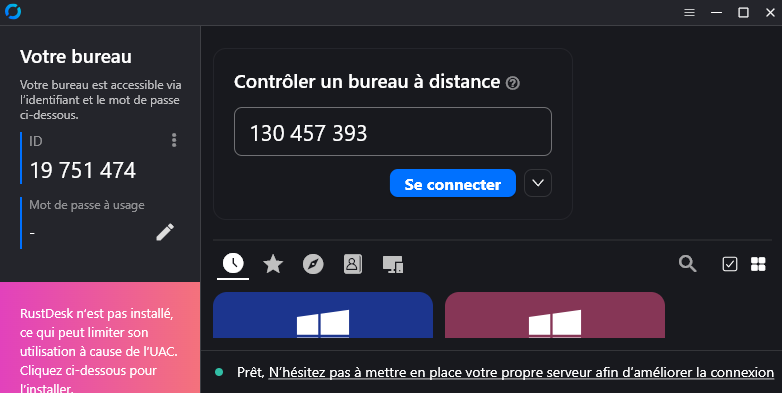 Votre bureau
Votre bureau est accessible via
l'identifiant et le mot de passe
ci-dessous.
ID
19 751 474
Mot de passe à usage
-
RustDesk n'est pas installé,
ce qui peut limiter son
utilisation à cause de l'UAC.
Cliquez ci-dessous pour
l'installer.
Contrôler un bureau à distance
130 457 393
Se connecter
Prêt, N'hésitez pas à mettre en place votre propre serveur afin d'améliorer la connexion